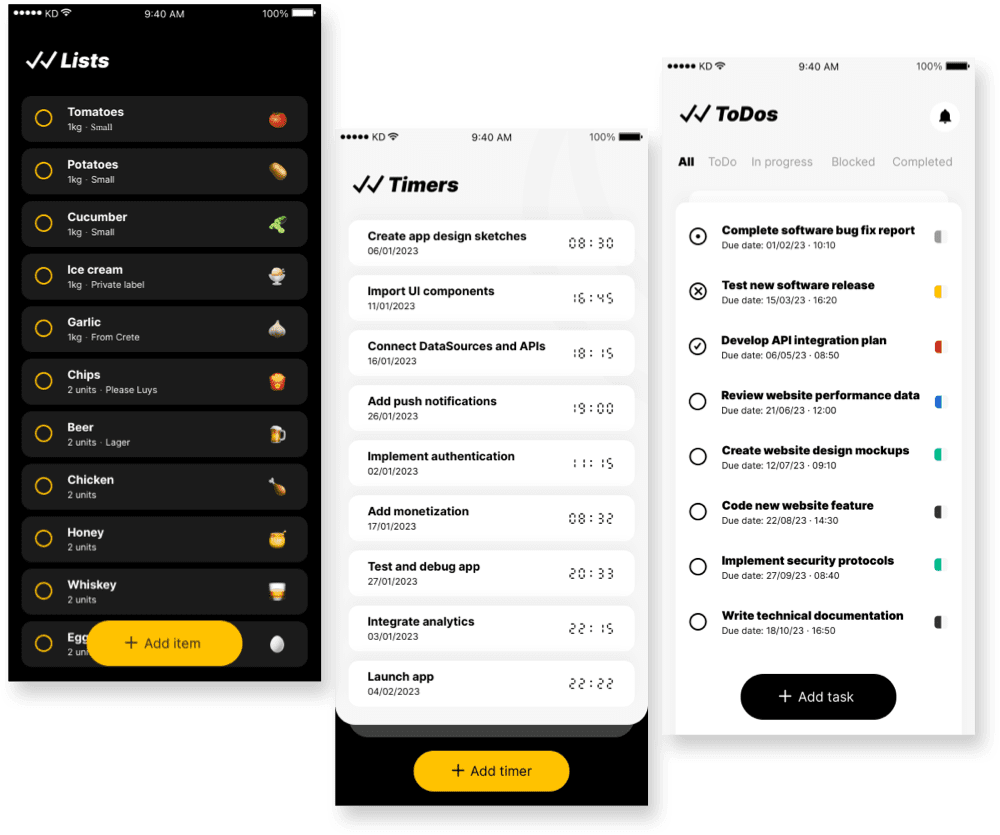 KD 9:40 AM 100%
Lists
Tomatoes
1kg · Small
Potatoes
1kg · Small
Cucumber
1kg · Small
Ice cream
1kg · Private label
Garlic
1kg · From Crete
Chips
2 units · Please Luys
Beer
2 units · Lager
Chicken
2 units
Honey
2 units
Whiskey
2 units
Egg
2 un
+ Add item
KD 9:40 AM 100%
Timers
Create app design sketches 08:30
06/01/2023
Import UI components 16:45
11/01/2023
Connect DataSources and APIs 18:15
16/01/2023
Add push notifications 19:00
26/01/2023
Implement authentication 11:15
02/01/2023
Add monetization 08:32
17/01/2023
Test and debug app 20:33
27/01/2023
Integrate analytics 22:15
03/01/2023
Launch app 22:22
04/02/2023
+ Add timer
KD 9:40 AM 100%
ToDos
All ToDo In progress Blocked Completed
Complete software bug fix report
Due date: 01/02/23 · 10:10
Test new software release
Due date: 15/03/23 · 16:20
Develop API integration plan
Due date: 06/05/23 · 08:50
Review website performance data
Due date: 21/06/23 · 12:00
Create website design mockups
Due date: 12/07/23 · 09:10
Code new website feature
Due date: 22/08/23 · 14:30
Implement security protocols
Due date: 27/09/23 · 08:40
Write technical documentation
Due date: 18/10/23 · 16:50
+ Add task